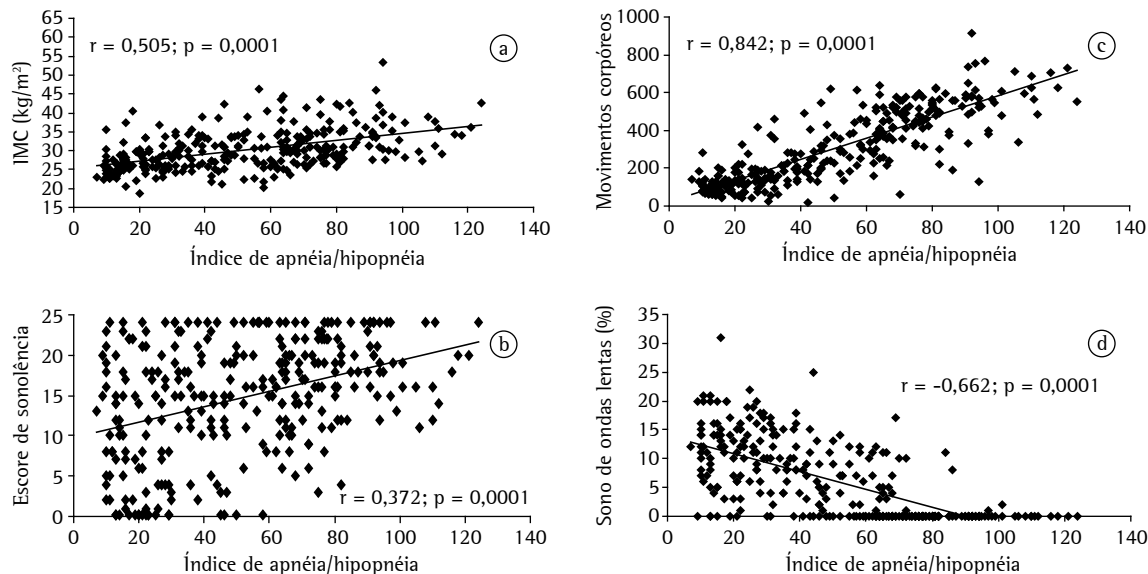 IMC (kg/m²)
65
60
55
50
45
40
35
30
25
20
15
r = 0,505; p = 0,0001
a
0 20 40 60 80 100 120 140
Índice de apnéia/hipopnéia
Movimentos corpóreos
1000
800
600
400
200
0
r = 0,842; p = 0,0001
c
0 20 40 60 80 100 120 140
Índice de apnéia/hipopnéia
Escore de sonolência
25
20
15
10
5
0
b
r = 0,372; p = 0,0001
0 20 40 60 80 100 120 140
Índice de apnéia/hipopnéia
Sono de ondas lentas (%)
35
30
25
20
15
10
5
0
d
r = -0,662; p = 0,0001
0 20 40 60 80 100 120 140
Índice de apnéia/hipopnéia